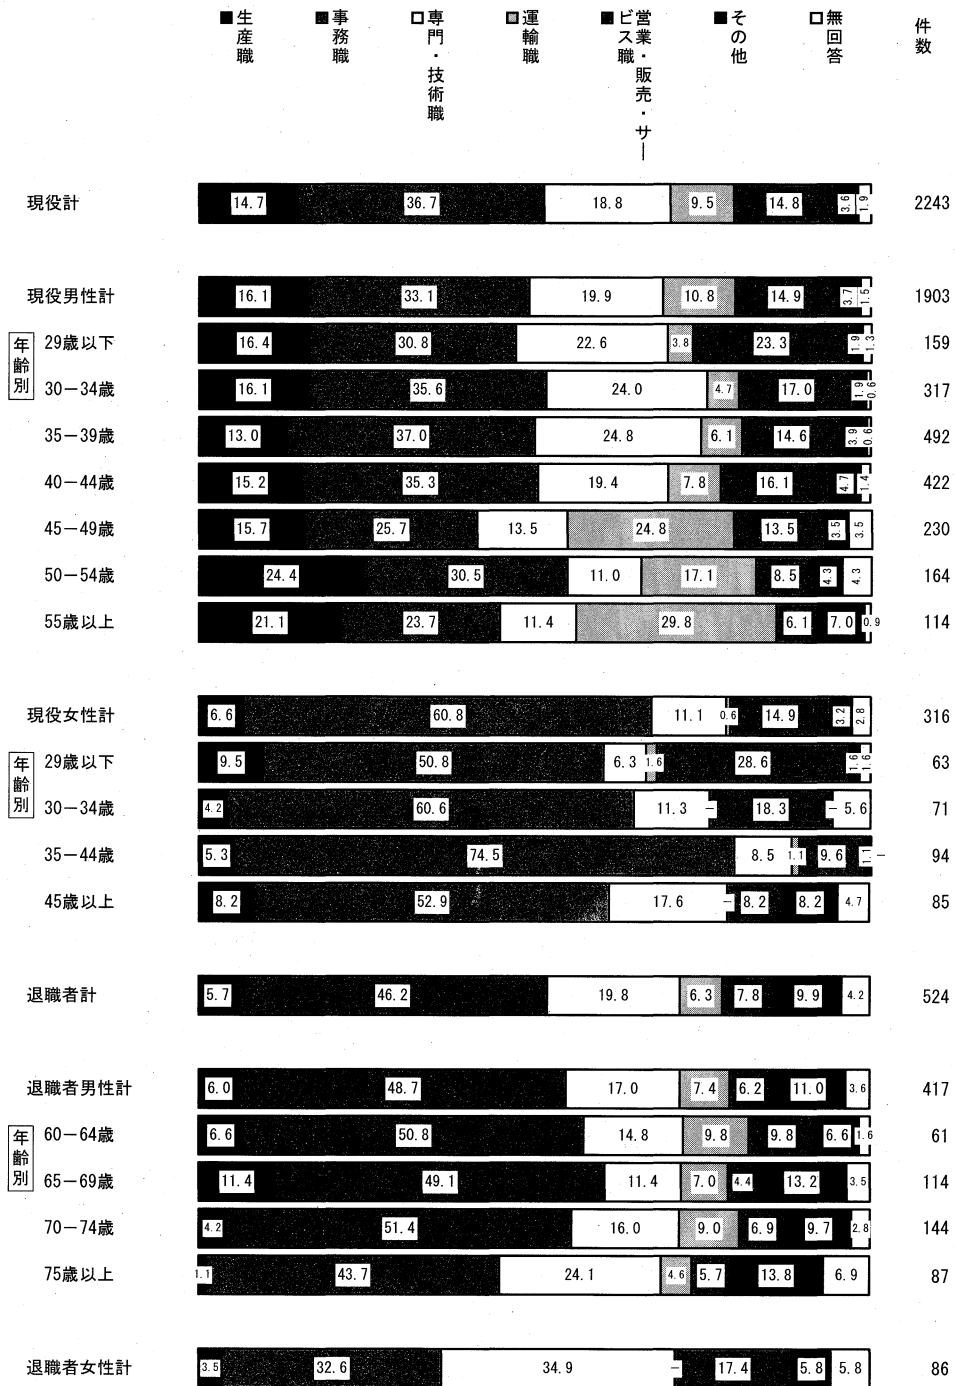 ■生産職 ■事務職 □専門・技術職 ■運輸職 ■営業・販売・サービス職 ■その他 □無回答 件数
現役計 14.7 36.7 18.8 9.5 14.8 3.6 1.9 2243
現役男性計 16.1 33.1 19.9 10.8 14.9 3.7 1.5 1903
年齢別
29歳以下 16.4 30.8 22.6 3.8 23.3 1.9 1.3 159
30−34歳 16.1 35.6 24.0 4.7 17.0 1.9 0.6 317
35−39歳 13.0 37.0 24.8 6.1 14.6 3.9 0.6 492
40−44歳 15.2 35.3 19.4 7.8 16.1 4.7 1.4 422
45−49歳 15.7 25.7 13.5 24.8 13.5 3.5 3.5 230
50−54歳 24.4 30.5 11.0 17.1 8.5 4.3 4.3 164
55歳以上 21.1 23.7 11.4 29.8 6.1 7.0 0.9 114
現役女性計 6.6 60.8 11.1 0.6 14.9 3.2 2.8 316
年齢別
29歳以下 9.5 50.8 6.3 1.6 28.6 1.6 1.6 63
30−34歳 4.2 60.6 11.3 − 18.3 − 5.6 71
35−44歳 5.3 74.5 8.5 1.1 9.6 1.1 − 94
45歳以上 8.2 52.9 17.6 − 8.2 8.2 4.7 85
退職者計 5.7 46.2 19.8 6.3 7.8 9.9 4.2 524
退職者男性計 6.0 48.7 17.0 7.4 6.2 11.0 3.6 417
年齢別
60−64歳 6.6 50.8 14.8 9.8 9.8 6.6 1.6 61
65−69歳 11.4 49.1 11.4 7.0 4.4 13.2 3.5 114
70−74歳 4.2 51.4 16.0 9.0 6.9 9.7 2.8 144
75歳以上 1.1 43.7 24.1 4.6 5.7 13.8 6.9 87
退職者女性計 3.5 32.6 34.9 − 17.4 5.8 5.8 86